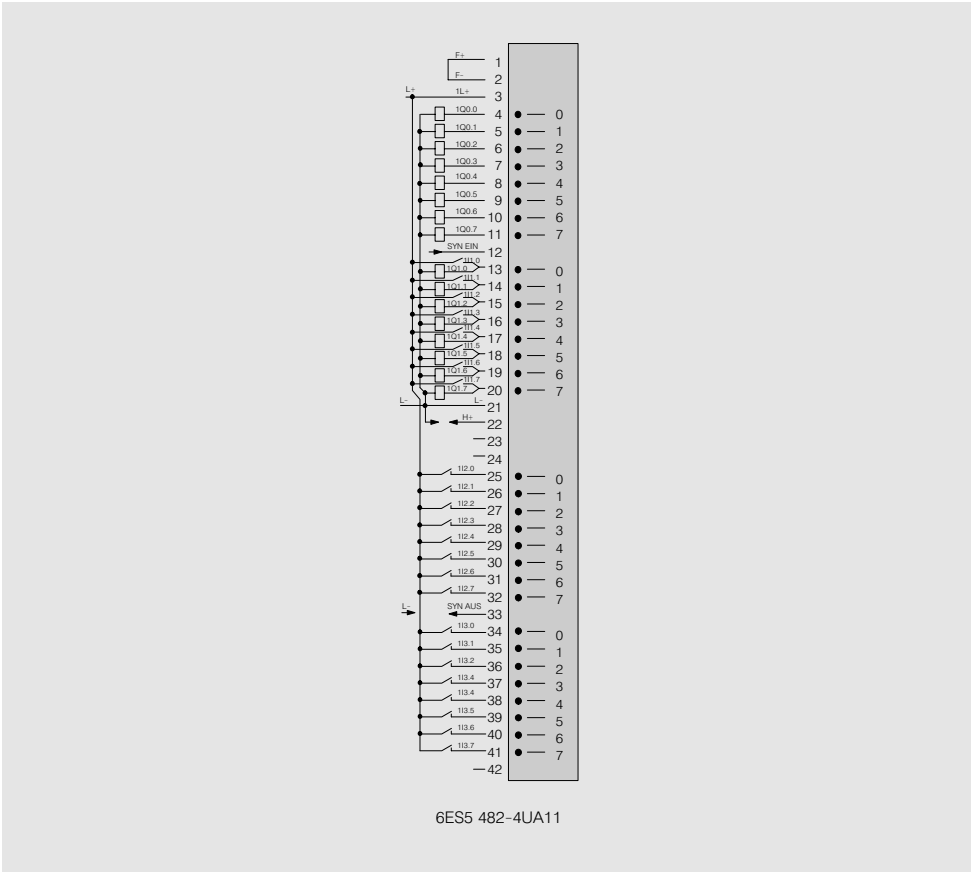 F+ 1
F- 2
L+ 1L+ 3
1Q0.0 4 0
1Q0.1 5 1
1Q0.2 6 2
1Q0.3 7 3
1Q0.4 8 4
1Q0.5 9 5
1Q0.6 10 6
1Q0.7 11 7
SYN EIN 12
1I1.0
1Q1.0 13 0
1I1.1
1Q1.1 14 1
1I1.2
1Q1.2 15 2
1I1.3
1Q1.3 16 3
1I1.4
1Q1.4 17 4
1I1.5
1Q1.5 18 5
1I1.6
1Q1.6 19 6
1I1.7
1Q1.7 20 7
L- L- 21
H+ 22
23
24
1I2.0 25 0
1I2.1 26 1
1I2.2 27 2
1I2.3 28 3
1I2.4 29 4
1I2.5 30 5
1I2.6 31 6
1I2.7 32 7
L- SYN AUS 33
1I3.0 34 0
1I3.1 35 1
1I3.2 36 2
1I3.4 37 3
1I3.4 38 4
1I3.5 39 5
1I3.6 40 6
1I3.7 41 7
42
6ES5 482-4UA11